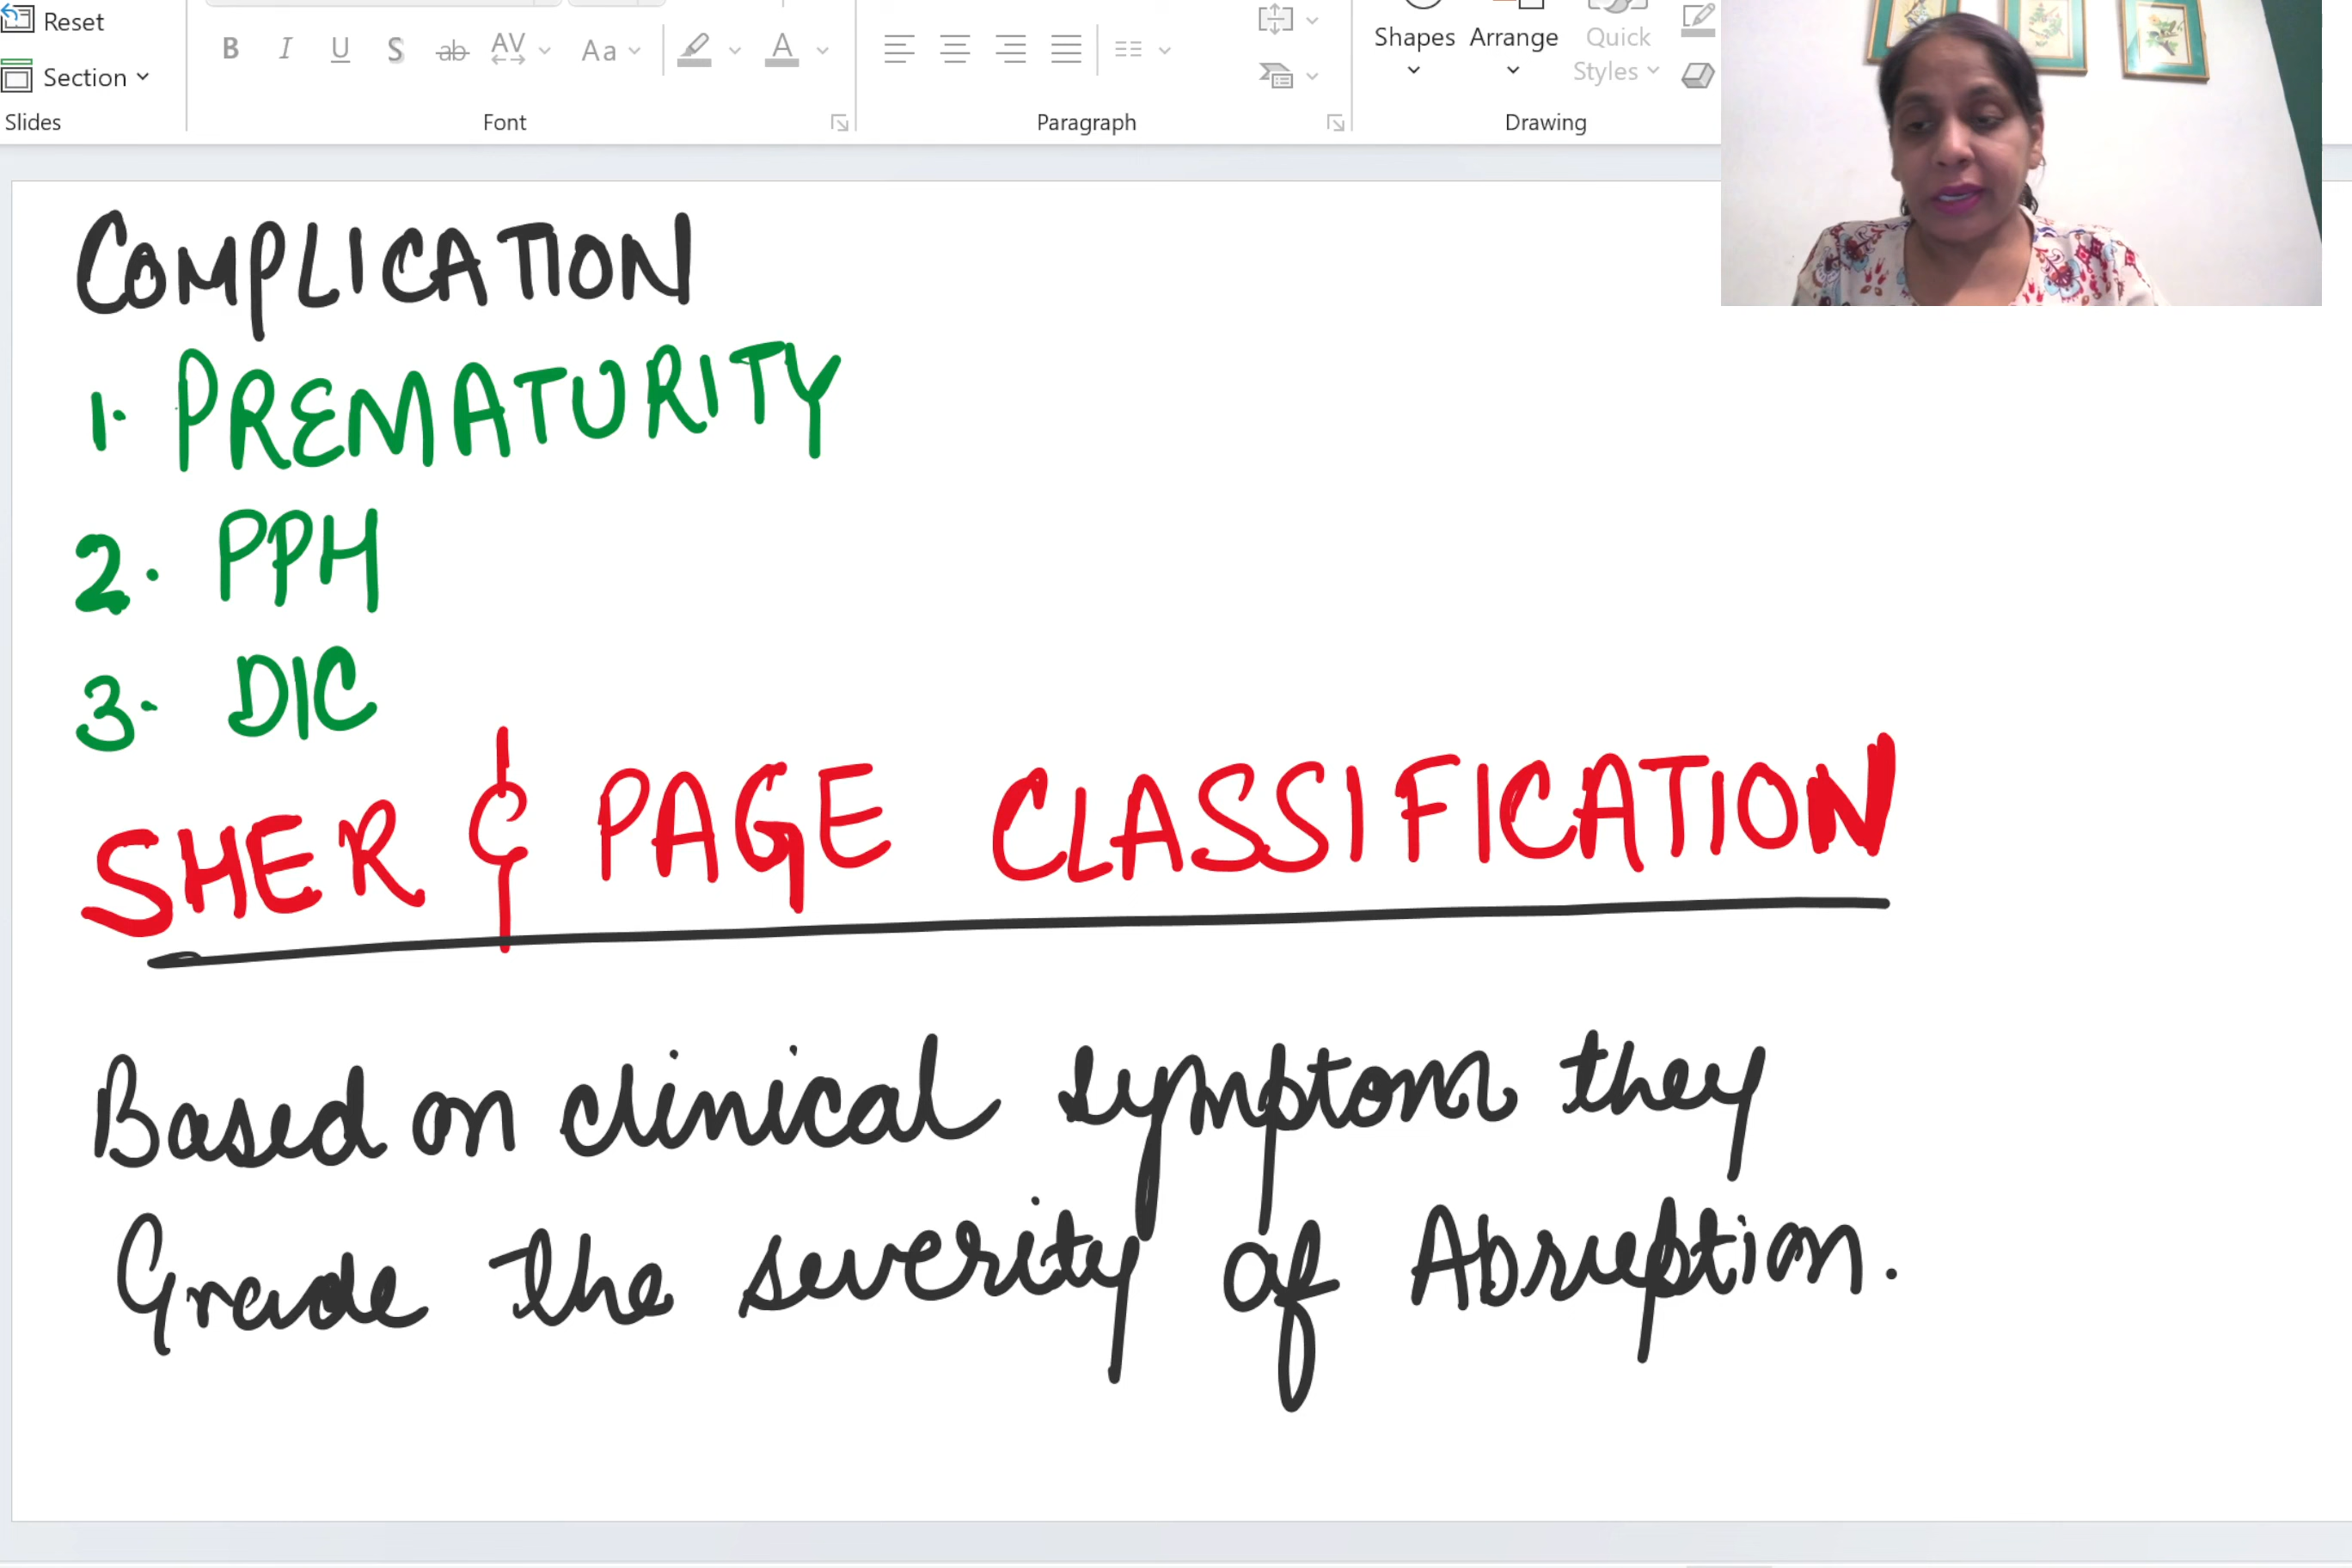 Reset
Section
Slides
B I U S ab AV Aa A
Font
Paragraph
Shapes Arrange Quick Styles
Drawing
COMPLICATION
1. PREMATURITY
2. PPH
3. DIC
SHER & PAGE CLASSIFICATION
Based on clinical symptoms they
Grade the severity of Abruption.